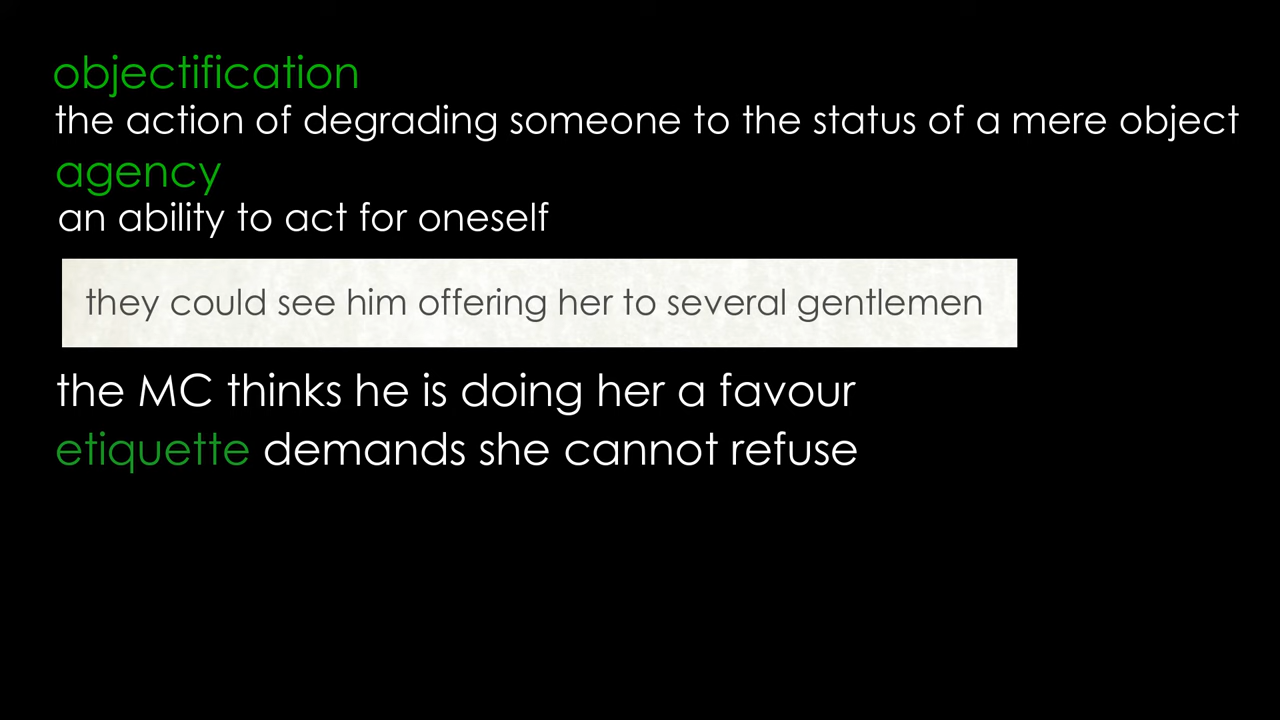 objectification
the action of degrading someone to the status of a mere object
agency
an ability to act for oneself
they could see him offering her to several gentlemen
the MC thinks he is doing her a favour
etiquette demands she cannot refuse